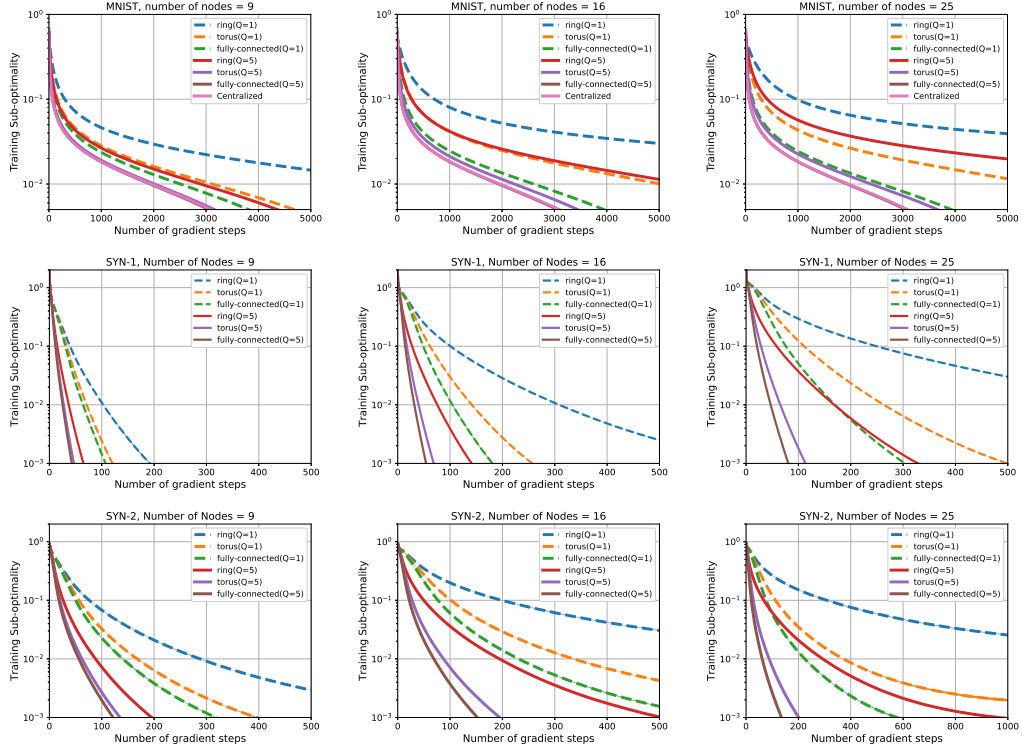 MNIST, number of nodes = 9
10⁰
10⁻¹
10⁻²
Training Sub-optimality
ring(Q=1)
torus(Q=1)
fully-connected(Q=1)
ring(Q=5)
torus(Q=5)
fully-connected(Q=5)
Centralized
0 1000 2000 3000 4000 5000
Number of gradient steps
MNIST, number of nodes = 16
10⁰
10⁻¹
10⁻²
Training Sub-optimality
ring(Q=1)
torus(Q=1)
fully-connected(Q=1)
ring(Q=5)
torus(Q=5)
fully-connected(Q=5)
Centralized
0 1000 2000 3000 4000 5000
Number of gradient steps
MNIST, number of nodes = 25
10⁰
10⁻¹
10⁻²
Training Sub-optimality
ring(Q=1)
torus(Q=1)
fully-connected(Q=1)
ring(Q=5)
torus(Q=5)
fully-connected(Q=5)
Centralized
0 1000 2000 3000 4000 5000
Number of gradient steps
SYN-1, Number of Nodes = 9
10⁰
10⁻¹
10⁻²
10⁻³
Training Sub-optimality
ring(Q=1)
torus(Q=1)
fully-connected(Q=1)
ring(Q=5)
torus(Q=5)
fully-connected(Q=5)
0 100 200 300 400 500
Number of gradient steps
SYN-1, Number of Nodes = 16
10⁰
10⁻¹
10⁻²
10⁻³
Training Sub-optimality
ring(Q=1)
torus(Q=1)
fully-connected(Q=1)
ring(Q=5)
torus(Q=5)
fully-connected(Q=5)
0 100 200 300 400 500
Number of gradient steps
SYN-1, Number of Nodes = 25
10⁰
10⁻¹
10⁻²
10⁻³
Training Sub-optimality
ring(Q=1)
torus(Q=1)
fully-connected(Q=1)
ring(Q=5)
torus(Q=5)
fully-connected(Q=5)
0 100 200 300 400 500
Number of gradient steps
SYN-2, Number of Nodes = 9
10⁰
10⁻¹
10⁻²
10⁻³
Training Sub-optimality
ring(Q=1)
torus(Q=1)
fully-connected(Q=1)
ring(Q=5)
torus(Q=5)
fully-connected(Q=5)
0 100 200 300 400 500
Number of gradient steps
SYN-2, Number of Nodes = 16
10⁰
10⁻¹
10⁻²
10⁻³
Training Sub-optimality
ring(Q=1)
torus(Q=1)
fully-connected(Q=1)
ring(Q=5)
torus(Q=5)
fully-connected(Q=5)
0 100 200 300 400 500
Number of gradient steps
SYN-2, Number of Nodes = 25
10⁰
10⁻¹
10⁻²
10⁻³
Training Sub-optimality
ring(Q=1)
torus(Q=1)
fully-connected(Q=1)
ring(Q=5)
torus(Q=5)
fully-connected(Q=5)
0 200 400 600 800 1000
Number of gradient steps